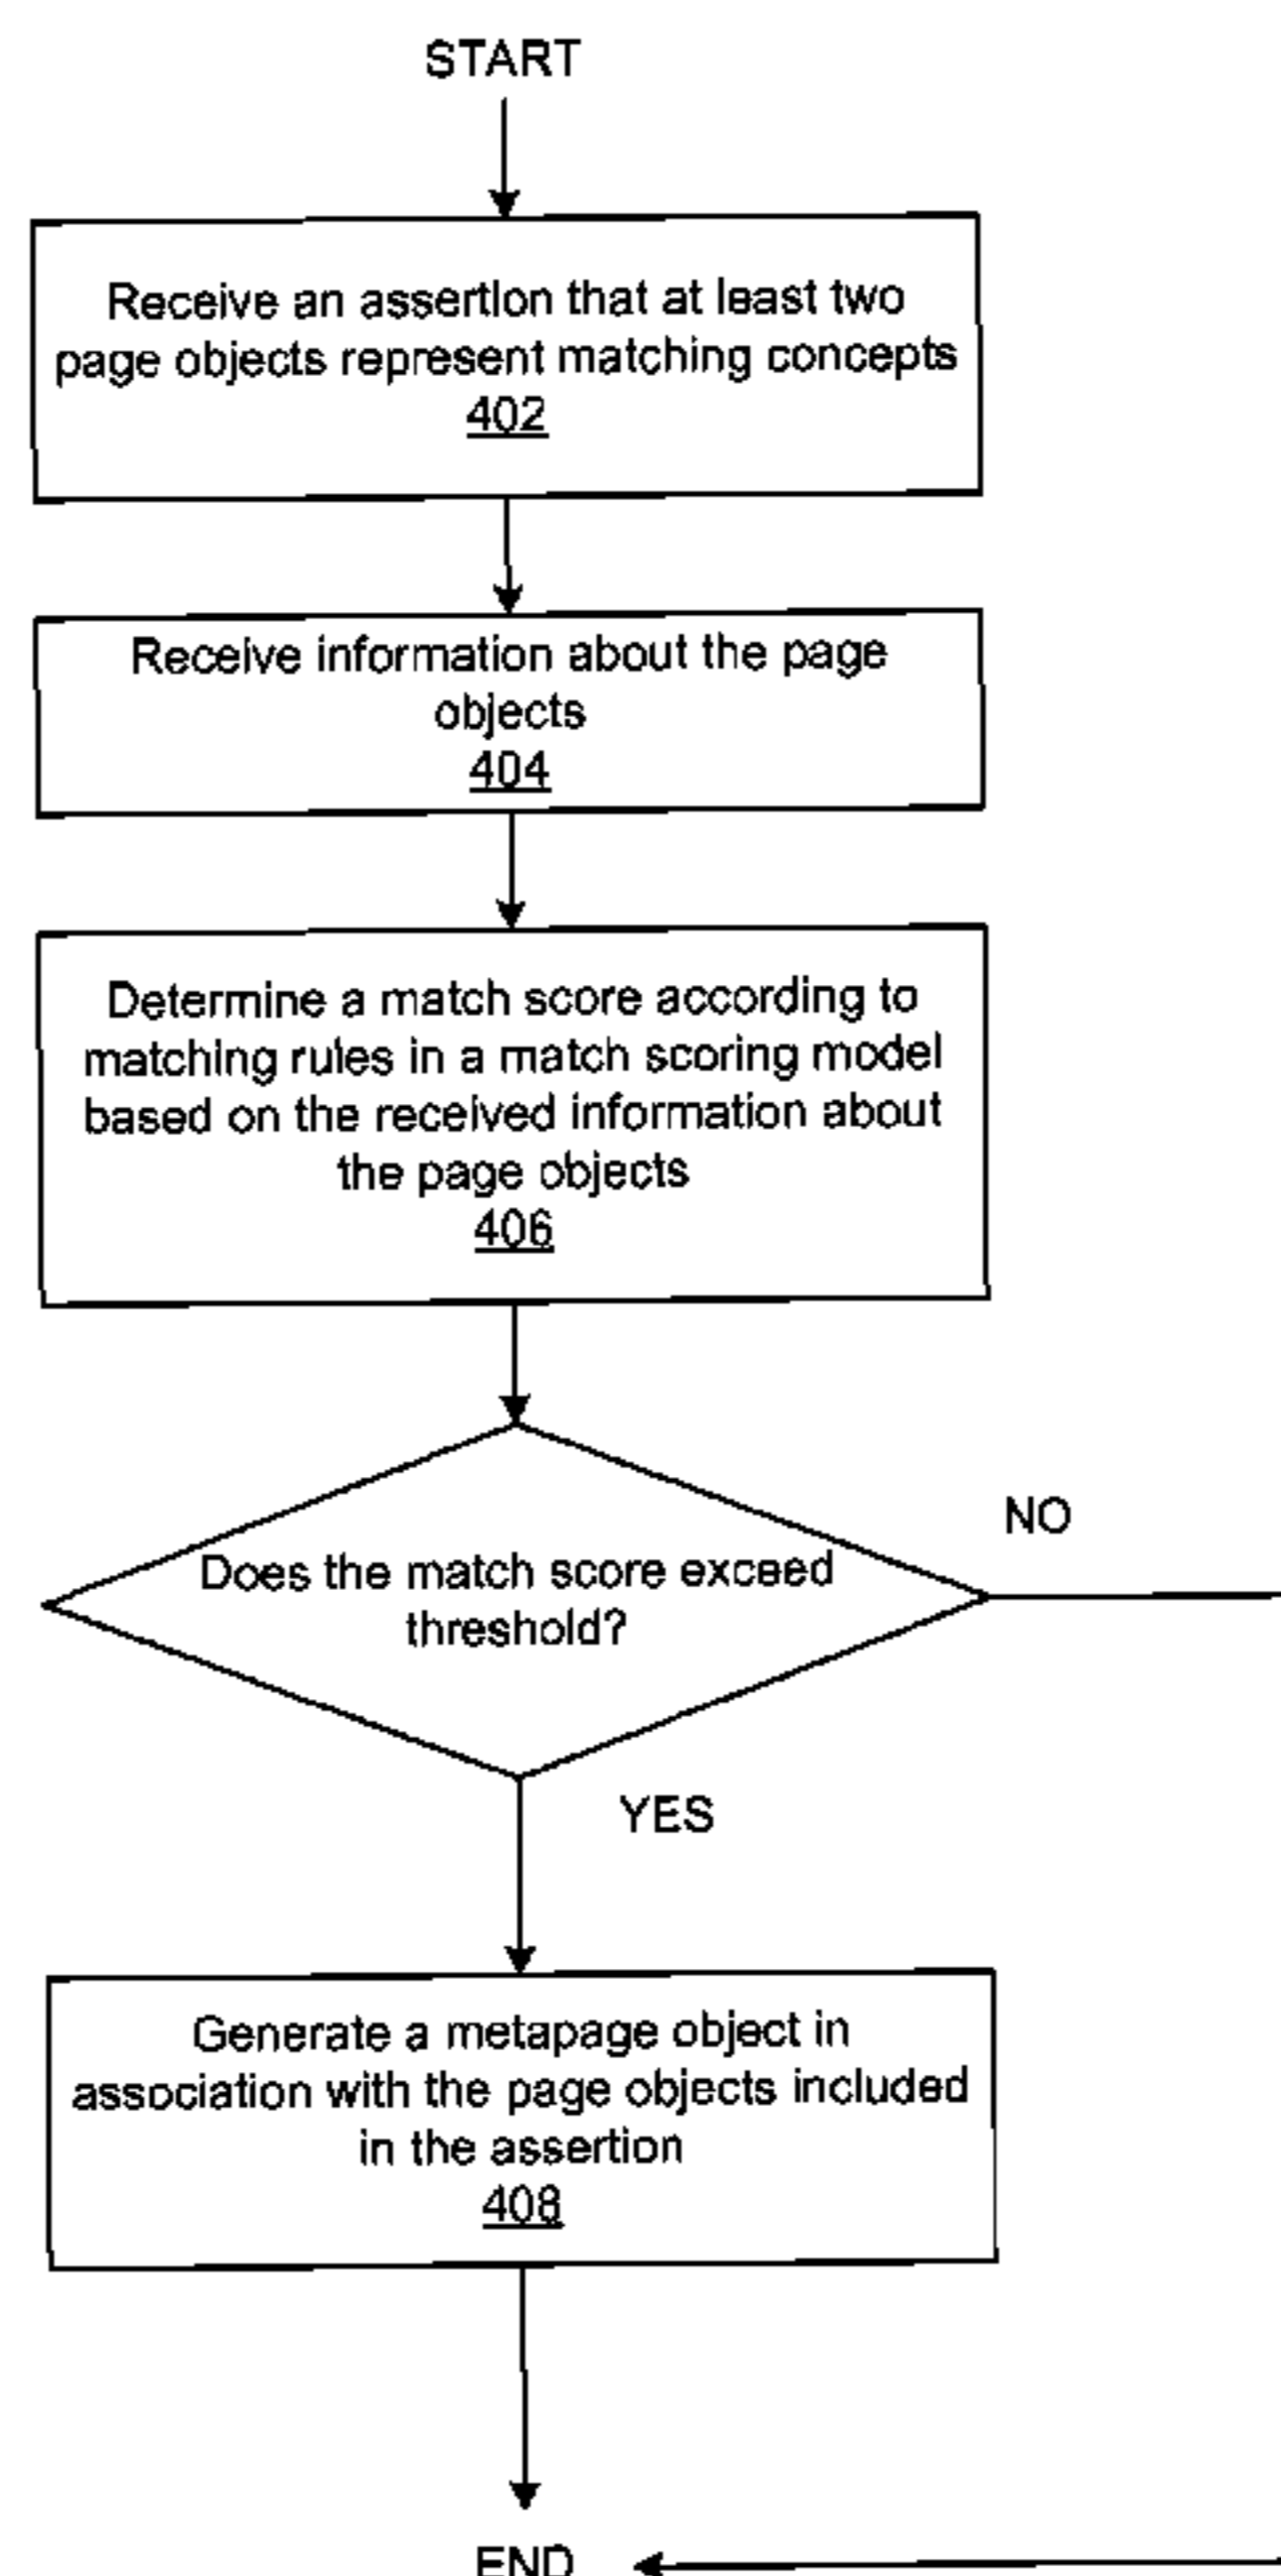 START
Receive an assertion that at least two
page objects represent matching concepts
402
Receive information about the page
objects
404
Determine a match score according to
matching rules in a match scoring model
based on the received information about
the page objects
406
Does the match score exceed
threshold?
NO
YES
Generate a metapage object in
association with the page objects included
in the assertion
408
END